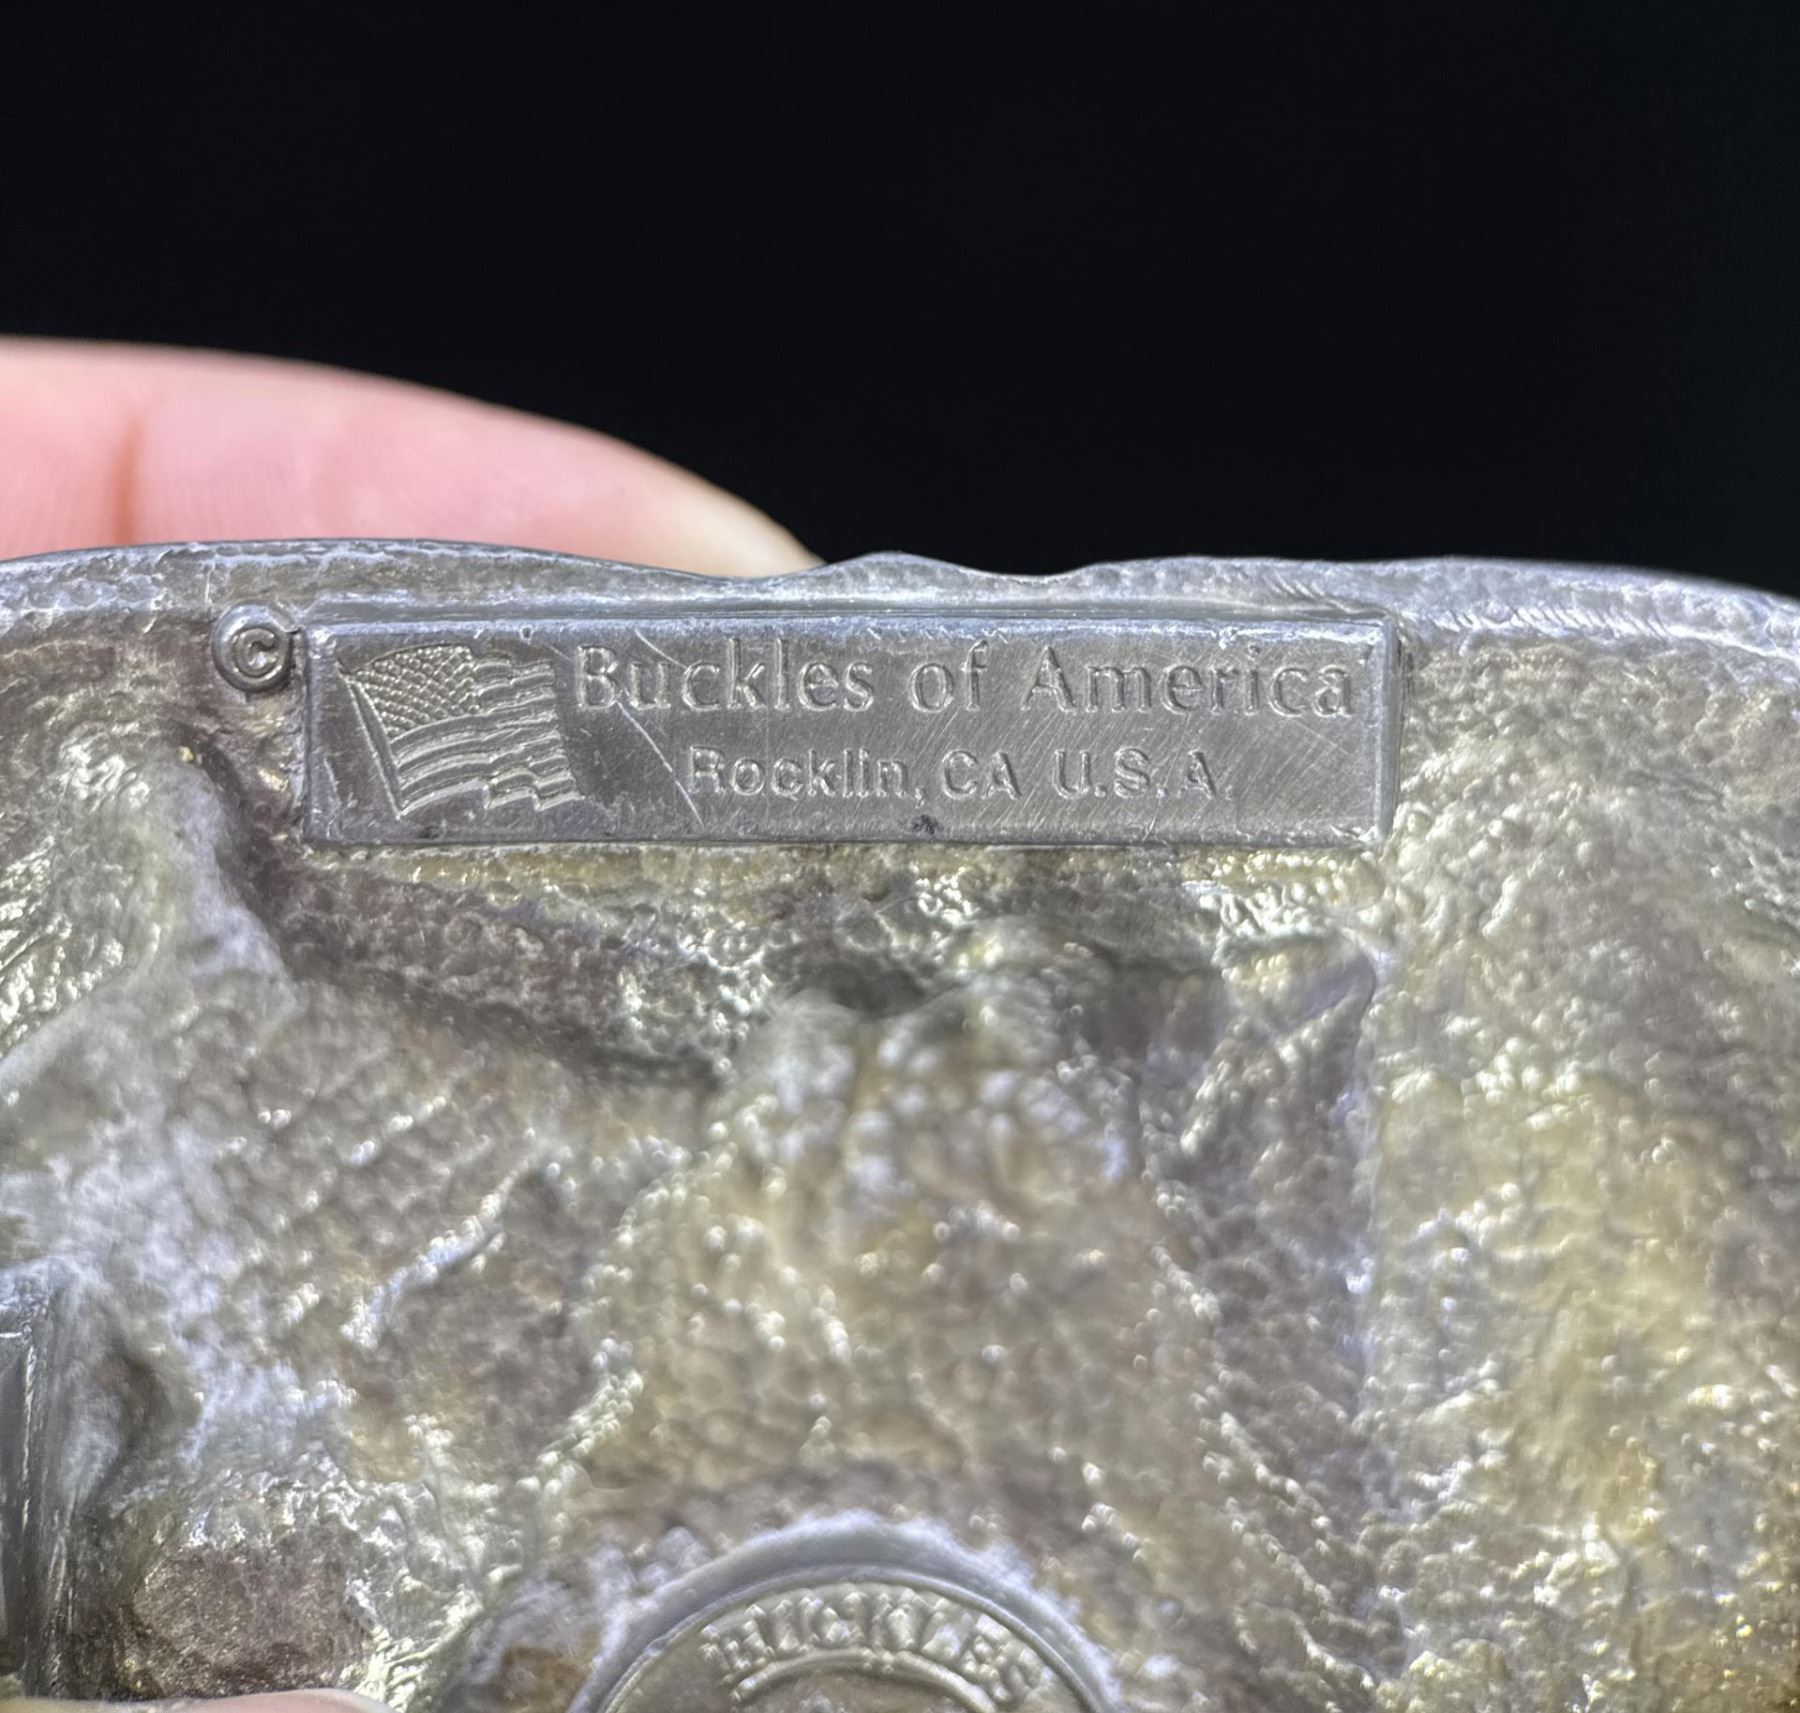 ©
Buckles of America
Rocklin, CA U.S.A.
BUCKLES